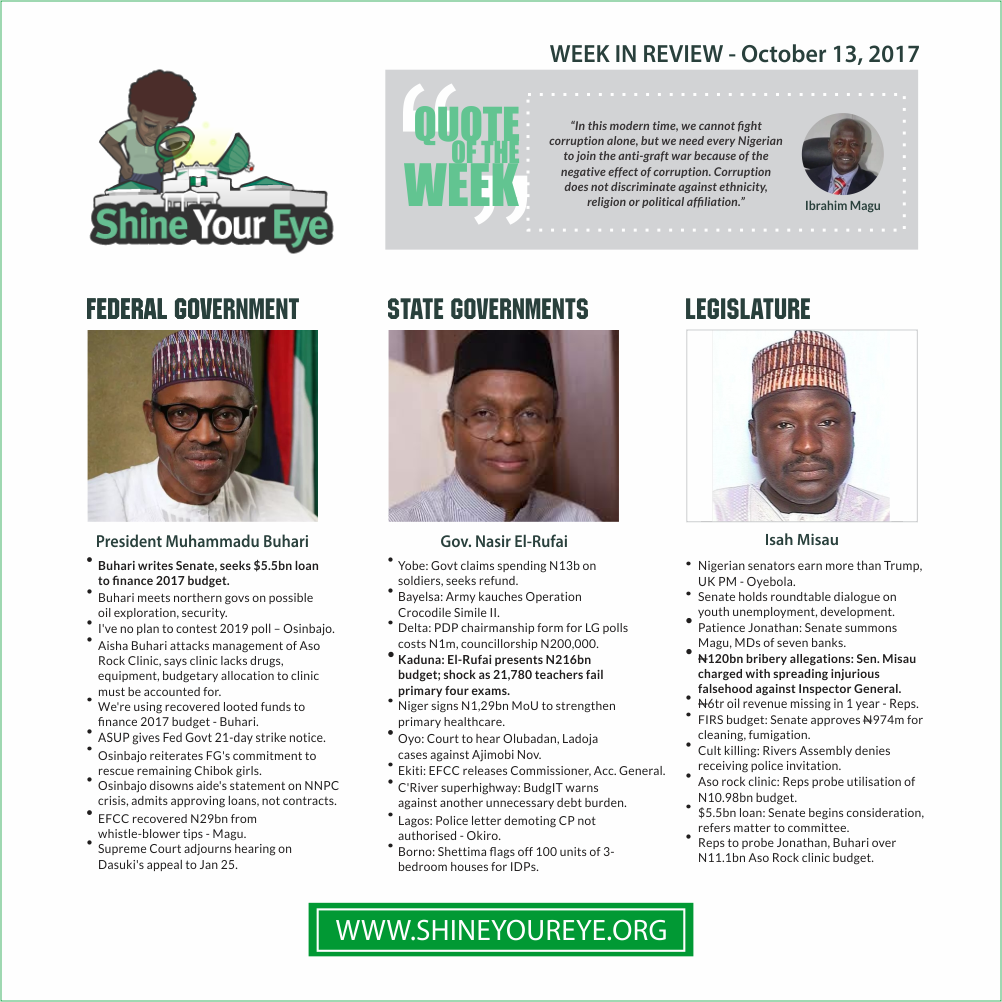 WEEK IN REVIEW - October 13, 2017
Shine Your Eye
“
QUOTE
OF THE
WEEK
”
“In this modern time, we cannot fight
corruption alone, but we need every Nigerian
to join the anti-graft war because of the
negative effect of corruption. Corruption
does not discriminate against ethnicity,
religion or political affiliation.”
Ibrahim Magu
FEDERAL GOVERNMENT
President Muhammadu Buhari
• Buhari writes Senate, seeks $5.5bn loan
to finance 2017 budget.
• Buhari meets northern govs on possible
oil exploration, security.
• I've no plan to contest 2019 poll – Osinbajo.
• Aisha Buhari attacks management of Aso
Rock Clinic, says clinic lacks drugs,
equipment, budgetary allocation to clinic
must be accounted for.
• We're using recovered looted funds to
finance 2017 budget - Buhari.
• ASUP gives Fed Govt 21-day strike notice.
• Osinbajo reiterates FG's commitment to
rescue remaining Chibok girls.
• Osinbajo disowns aide's statement on NNPC
crisis, admits approving loans, not contracts.
• EFCC recovered N29bn from
whistle-blower tips - Magu.
• Supreme Court adjourns hearing on
Dasuki's appeal to Jan 25.
STATE GOVERNMENTS
Gov. Nasir El-Rufai
• Yobe: Govt claims spending N13b on
soldiers, seeks refund.
• Bayelsa: Army kauches Operation
Crocodile Simile II.
• Delta: PDP chairmanship form for LG polls
costs N1m, councillorship N200,000.
• Kaduna: El-Rufai presents N216bn
budget; shock as 21,780 teachers fail
primary four exams.
• Niger signs N1,29bn MoU to strengthen
primary healthcare.
• Oyo: Court to hear Olubadan, Ladoja
cases against Ajimobi Nov.
• Ekiti: EFCC releases Commissioner, Acc. General.
• C'River superhighway: BudgIT warns
against another unnecessary debt burden.
• Lagos: Police letter demoting CP not
authorised - Okiro.
• Borno: Shettima flags off 100 units of 3-
bedroom houses for IDPs.
LEGISLATURE
Isah Misau
• Nigerian senators earn more than Trump,
UK PM - Oyebola.
• Senate holds roundtable dialogue on
youth unemployment, development.
• Patience Jonathan: Senate summons
Magu, MDs of seven banks.
• ₦120bn bribery allegations: Sen. Misau
charged with spreading injurious
falsehood against Inspector General.
• ₦6tr oil revenue missing in 1 year - Reps.
• FIRS budget: Senate approves ₦974m for
cleaning, fumigation.
• Cult killing: Rivers Assembly denies
receiving police invitation.
• Aso rock clinic: Reps probe utilisation of
N10.98bn budget.
• $5.5bn loan: Senate begins consideration,
refers matter to committee.
• Reps to probe Jonathan, Buhari over
N11.1bn Aso Rock clinic budget.
WWW.SHINEYOUREYE.ORG